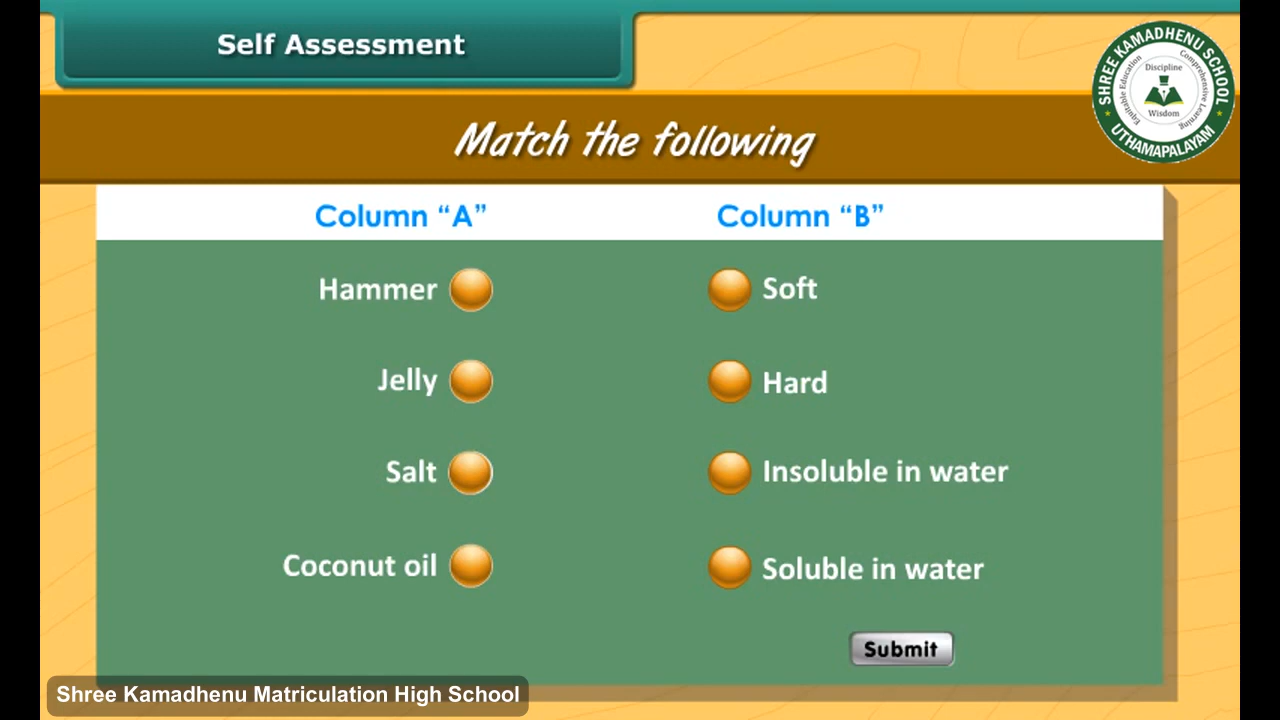 Self Assessment
SHREE KAMADHENU SCHOOL
Equitable Education
Discipline
Comprehensive Learning
Wisdom
UTHAMAPALAYAM
Match the following
Column “A”
Column “B”
Hammer
Soft
Jelly
Hard
Salt
Insoluble in water
Coconut oil
Soluble in water
Submit
Shree Kamadhenu Matriculation High School